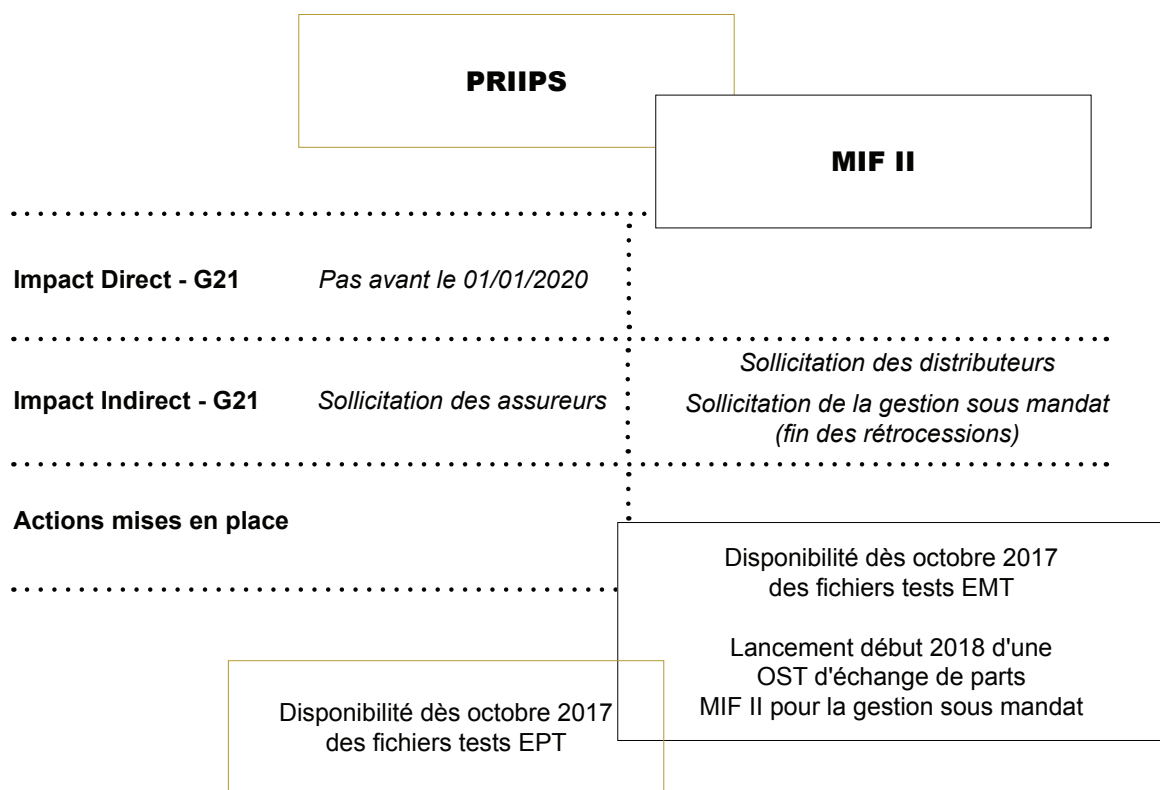 PRIIPS
MIF II
Impact Direct - G21
Pas avant le 01/01/2020
Impact Indirect - G21
Sollicitation des assureurs
Sollicitation des distributeurs
Sollicitation de la gestion sous mandat
(fin des rétrocessions)
Actions mises en place
Disponibilité dès octobre 2017
des fichiers tests EMT
Lancement début 2018 d'une
OST d'échange de parts
MIF II pour la gestion sous mandat
Disponibilité dès octobre 2017
des fichiers tests EPT